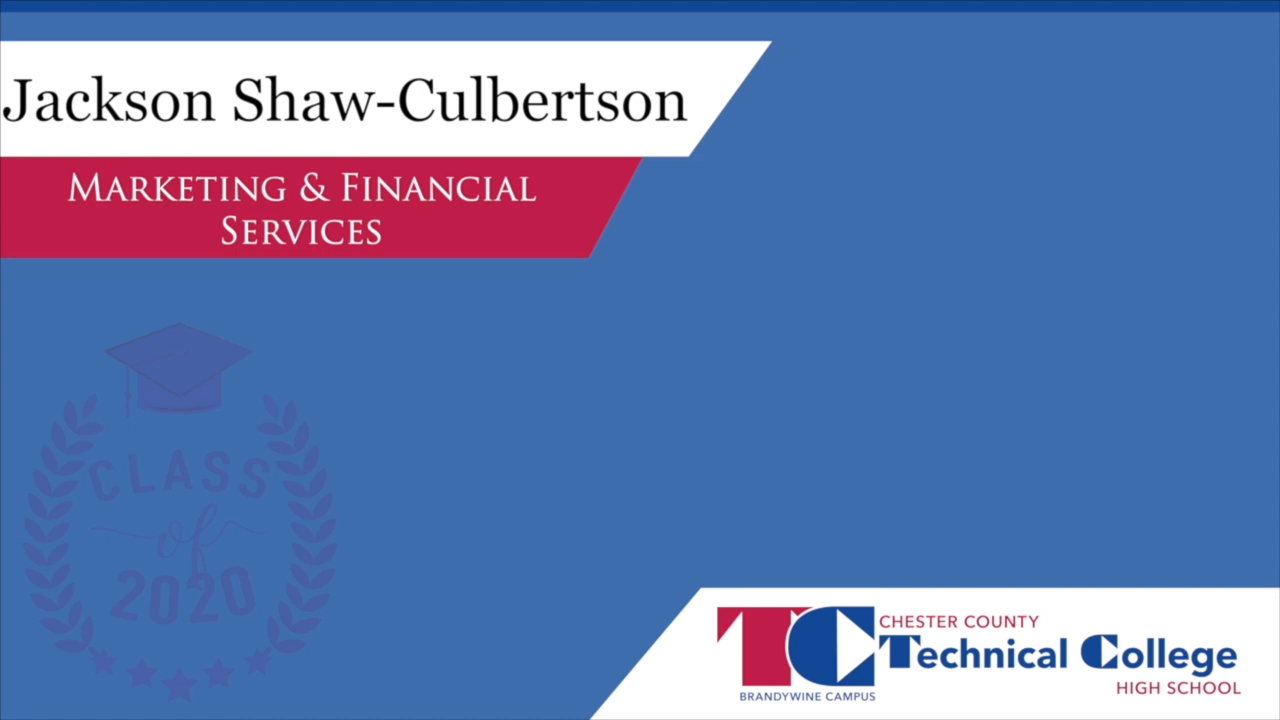 Jackson Shaw-Culbertson
Marketing & Financial
Services
CLASS
of
2020
CHESTER COUNTY
Technical College
HIGH SCHOOL
BRANDYWINE CAMPUS
TC